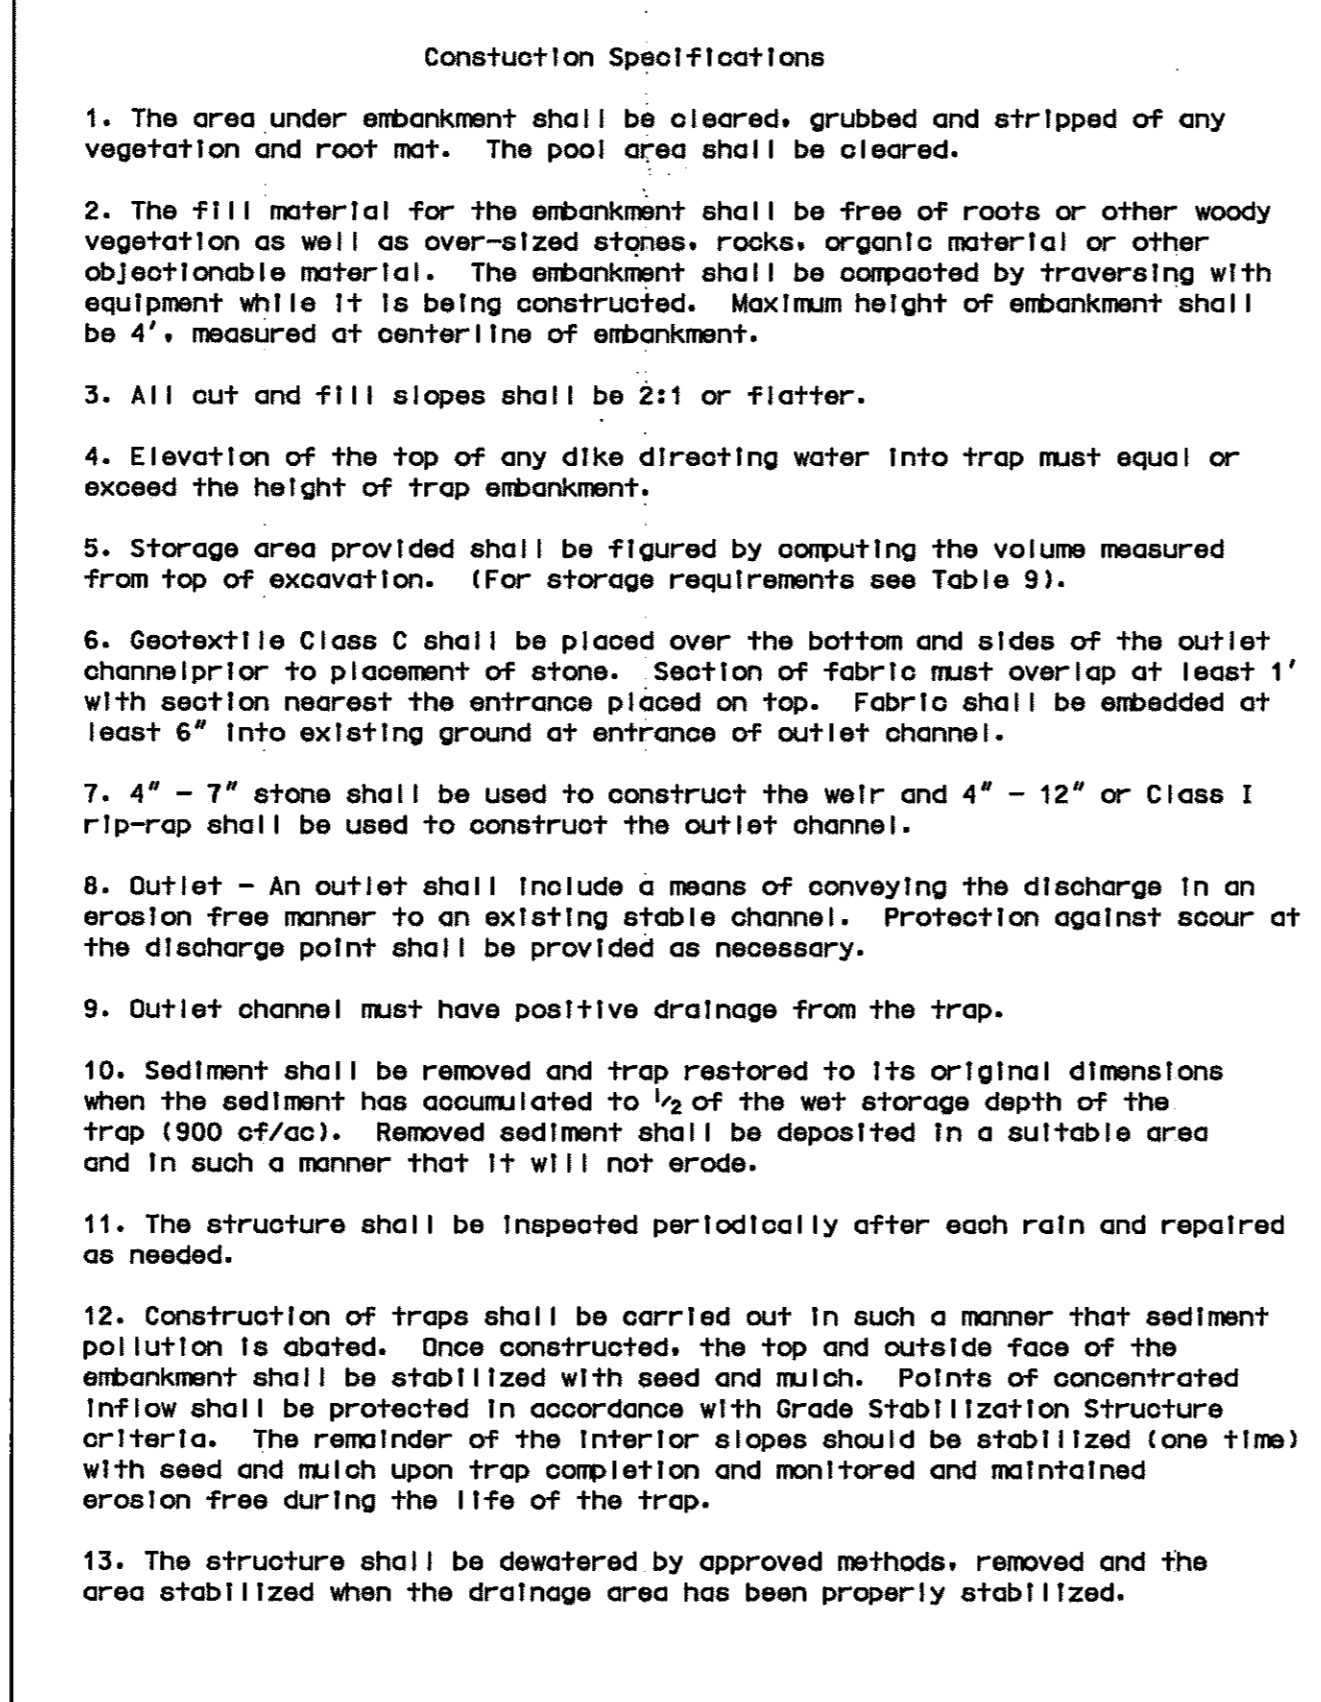 Constuction Specifications
1. The area under embankment shall be cleared, grubbed and stripped of any
vegetation and root mat. The pool area shall be cleared.
2. The fill material for the embankment shall be free of roots or other woody
vegetation as well as over-sized stones, rocks, organic material or other
objectionable material. The embankment shall be compacted by traversing with
equipment while it is being constructed. Maximum height of embankment shall
be 4', measured at centerline of embankment.
3. All cut and fill slopes shall be 2:1 or flatter.
4. Elevation of the top of any dike directing water into trap must equal or
exceed the height of trap embankment.
5. Storage area provided shall be figured by computing the volume measured
from top of excavation. (For storage requirements see Table 9).
6. Geotextile Class C shall be placed over the bottom and sides of the outlet
channelprior to placement of stone. Section of fabric must overlap at least 1'
with section nearest the entrance placed on top. Fabric shall be embedded at
least 6" into existing ground at entrance of outlet channel.
7. 4" - 7" stone shall be used to construct the weir and 4" - 12" or Class I
rip-rap shall be used to construct the outlet channel.
8. Outlet - An outlet shall include a means of conveying the discharge in an
erosion free manner to an existing stable channel. Protection against scour at
the discharge point shall be provided as necessary.
9. Outlet channel must have positive drainage from the trap.
10. Sediment shall be removed and trap restored to its original dimensions
when the sediment has accumulated to 1/2 of the wet storage depth of the
trap (900 cf/ac). Removed sediment shall be deposited in a suitable area
and in such a manner that it will not erode.
11. The structure shall be inspected periodically after each rain and repaired
as needed.
12. Construction of traps shall be carried out in such a manner that sediment
pollution is abated. Once constructed, the top and outside face of the
embankment shall be stabilized with seed and mulch. Points of concentrated
inflow shall be protected in accordance with Grade Stabilization Structure
criteria. The remainder of the interior slopes should be stabilized (one time)
with seed and mulch upon trap completion and monitored and maintained
erosion free during the life of the trap.
13. The structure shall be dewatered by approved methods, removed and the
area stabilized when the drainage area has been properly stabilized.